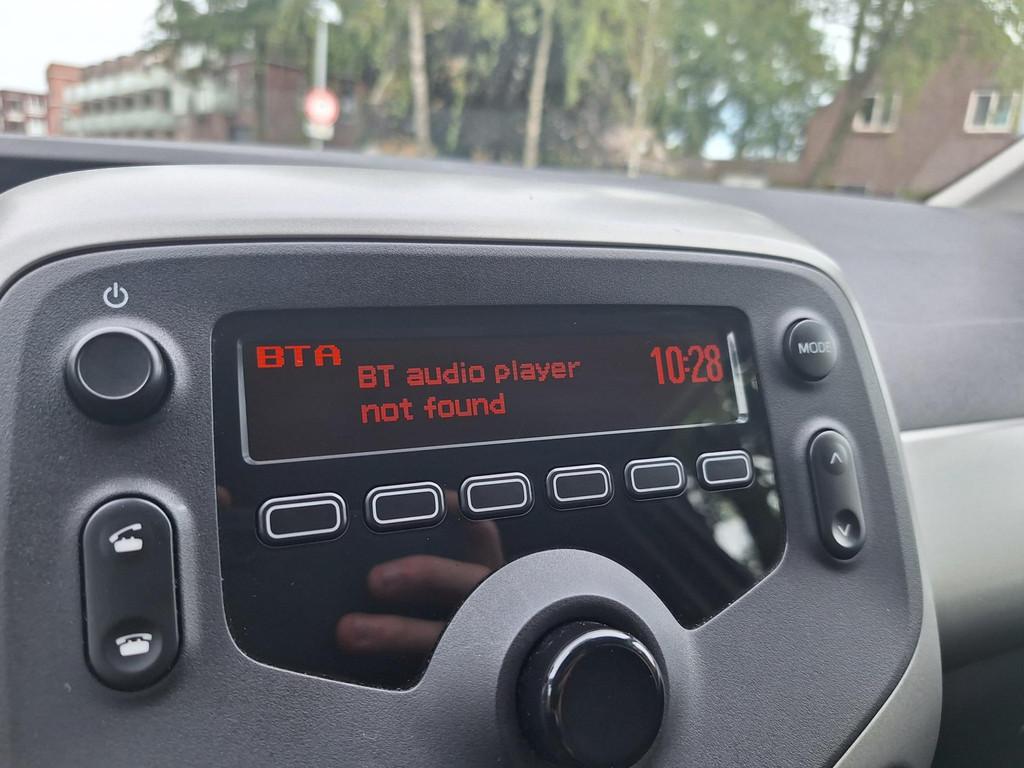 BTA
BT audio player
not found
10:28
MODE